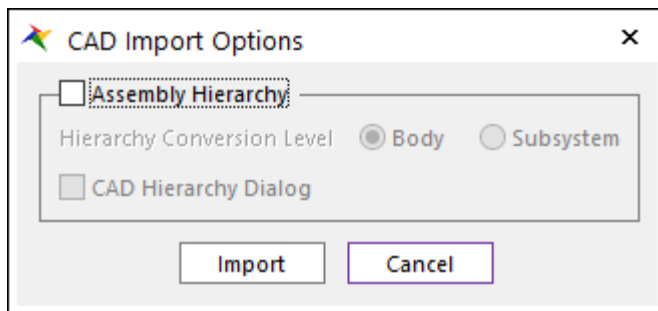 CAD Import Options
Assembly Hierarchy
Hierarchy Conversion Level Body Subsystem
CAD Hierarchy Dialog
Import Cancel